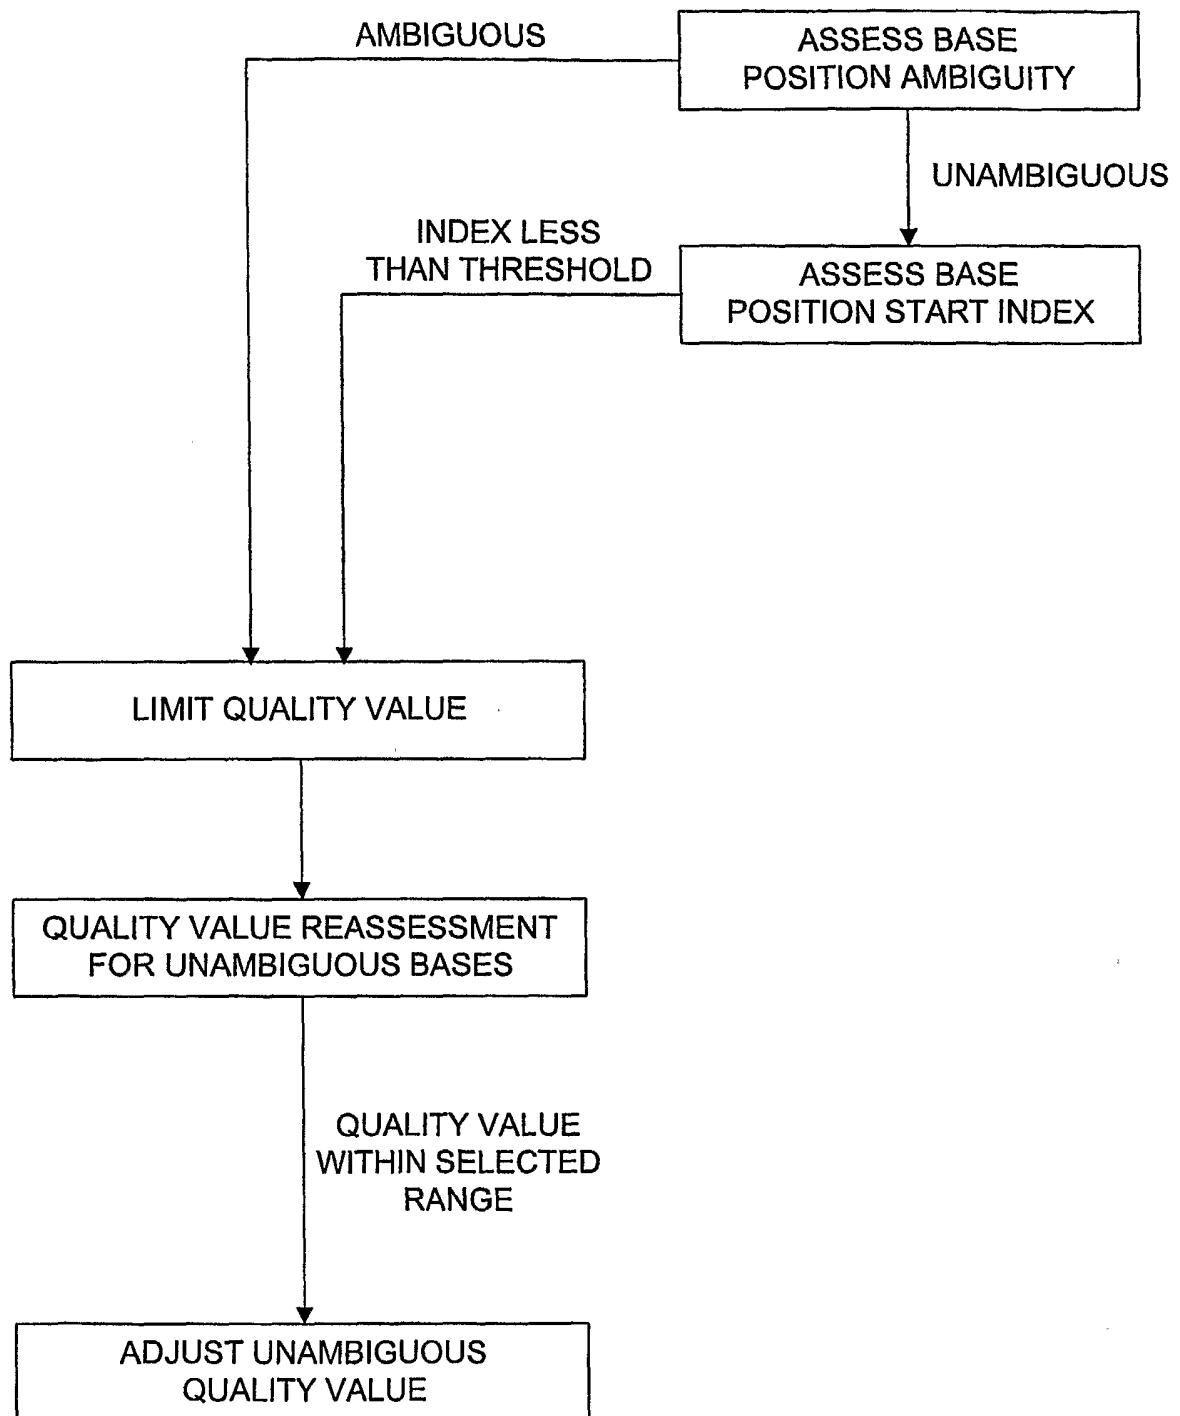 AMBIGUOUS
ASSESS BASE
POSITION AMBIGUITY
UNAMBIGUOUS
INDEX LESS
THAN THRESHOLD
ASSESS BASE
POSITION START INDEX
LIMIT QUALITY VALUE
QUALITY VALUE REASSESSMENT
FOR UNAMBIGUOUS BASES
QUALITY VALUE
WITHIN SELECTED
RANGE
ADJUST UNAMBIGUOUS
QUALITY VALUE